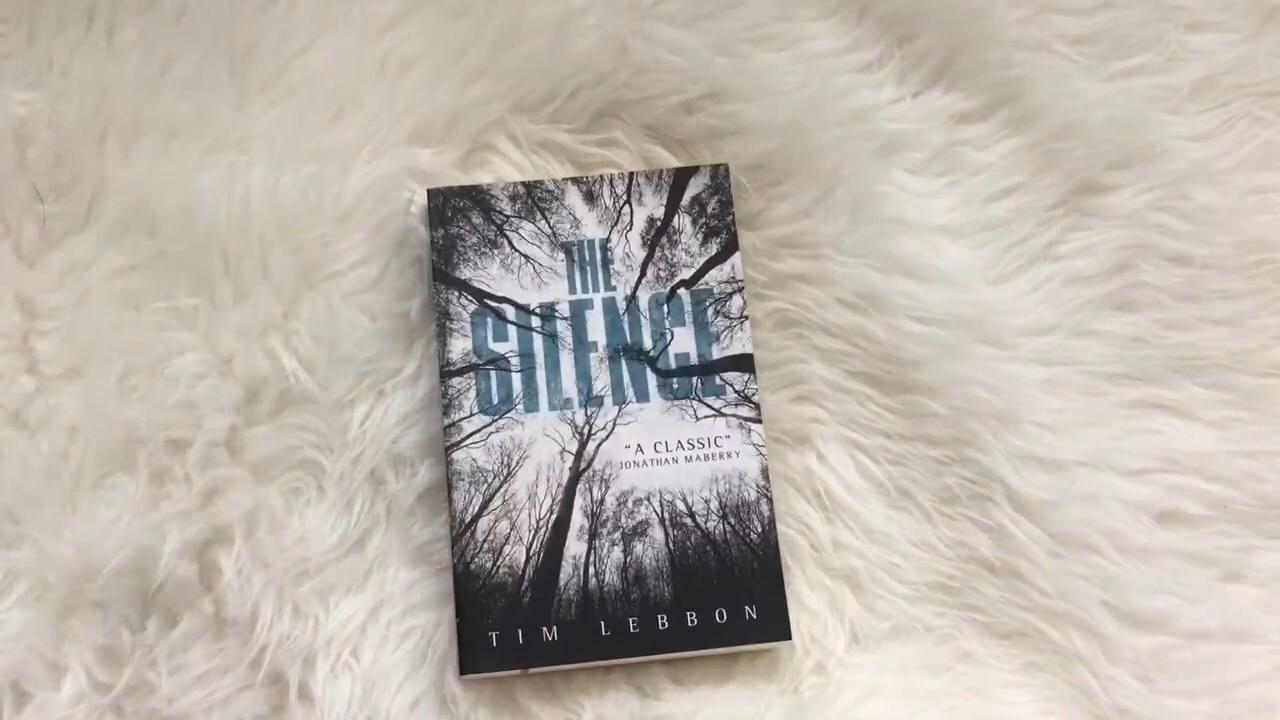 THE
SILENCE
“A CLASSIC”
JONATHAN MABERRY
TIM LEBBON